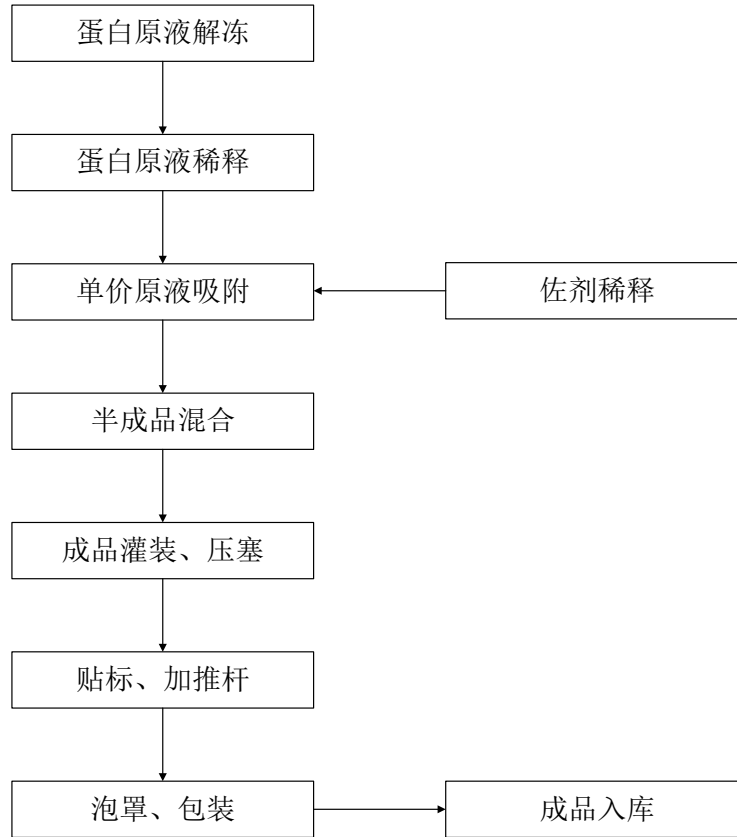 蛋白原液解冻
蛋白原液稀释
单价原液吸附
佐剂稀释
半成品混合
成品灌装、压塞
贴标、加推杆
泡罩、包装
成品入库